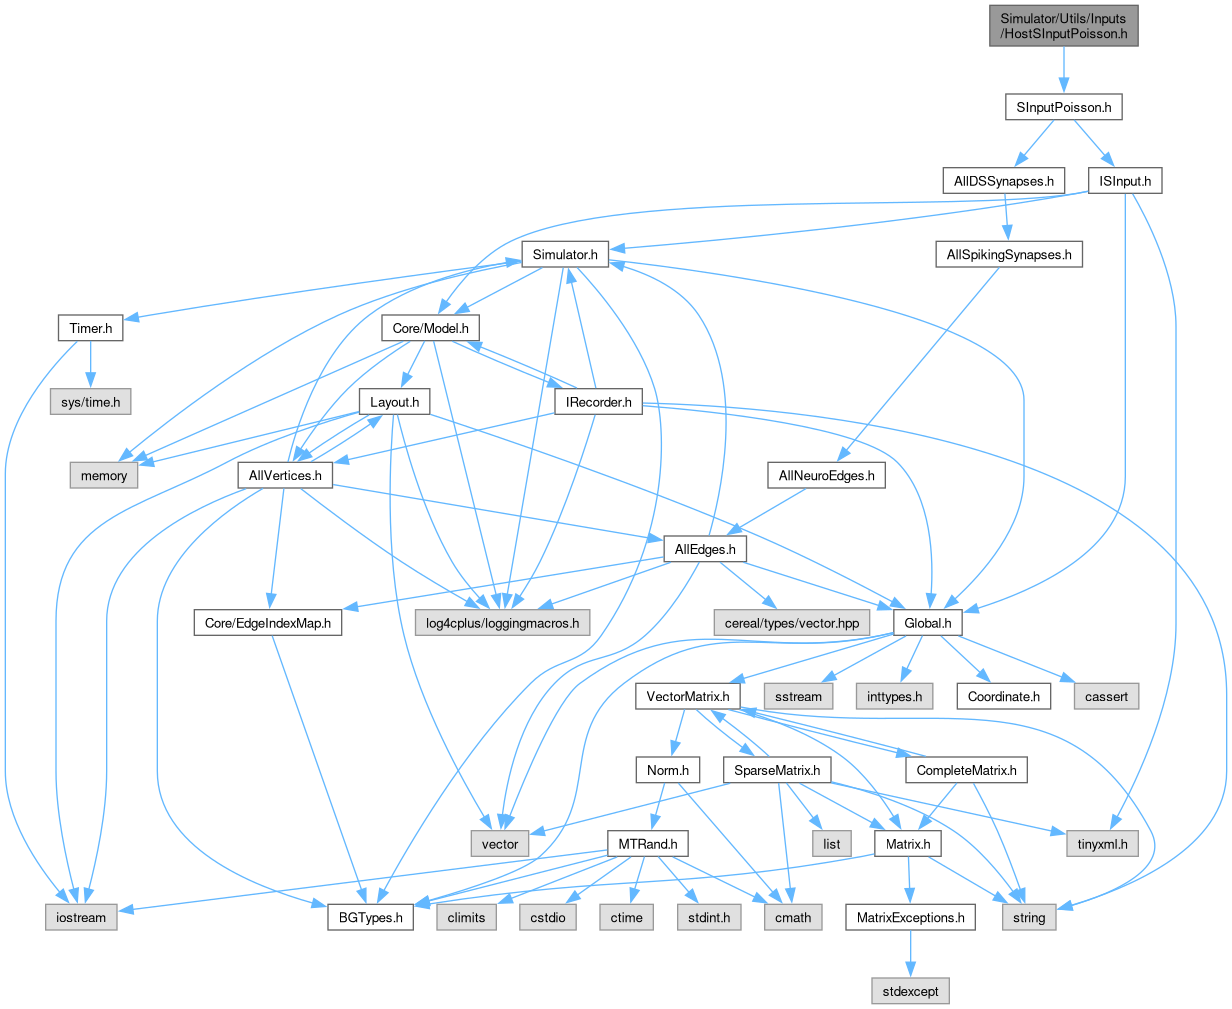 Simulator/Utils/Inputs
/HostSInputPoisson.h
SInputPoisson.h
AllDSSynapses.h
ISInput.h
Simulator.h
AllSpikingSynapses.h
Timer.h
Core/Model.h
sys/time.h
Layout.h
IRecorder.h
memory
AllVertices.h
AllNeuroEdges.h
AllEdges.h
Core/EdgeIndexMap.h
log4cplus/loggingmacros.h
cereal/types/vector.hpp
Global.h
VectorMatrix.h
sstream
inttypes.h
Coordinate.h
cassert
Norm.h
SparseMatrix.h
CompleteMatrix.h
vector
MTRand.h
list
Matrix.h
tinyxml.h
iostream
BGTypes.h
climits
cstdio
ctime
stdint.h
cmath
MatrixExceptions.h
string
stdexcept